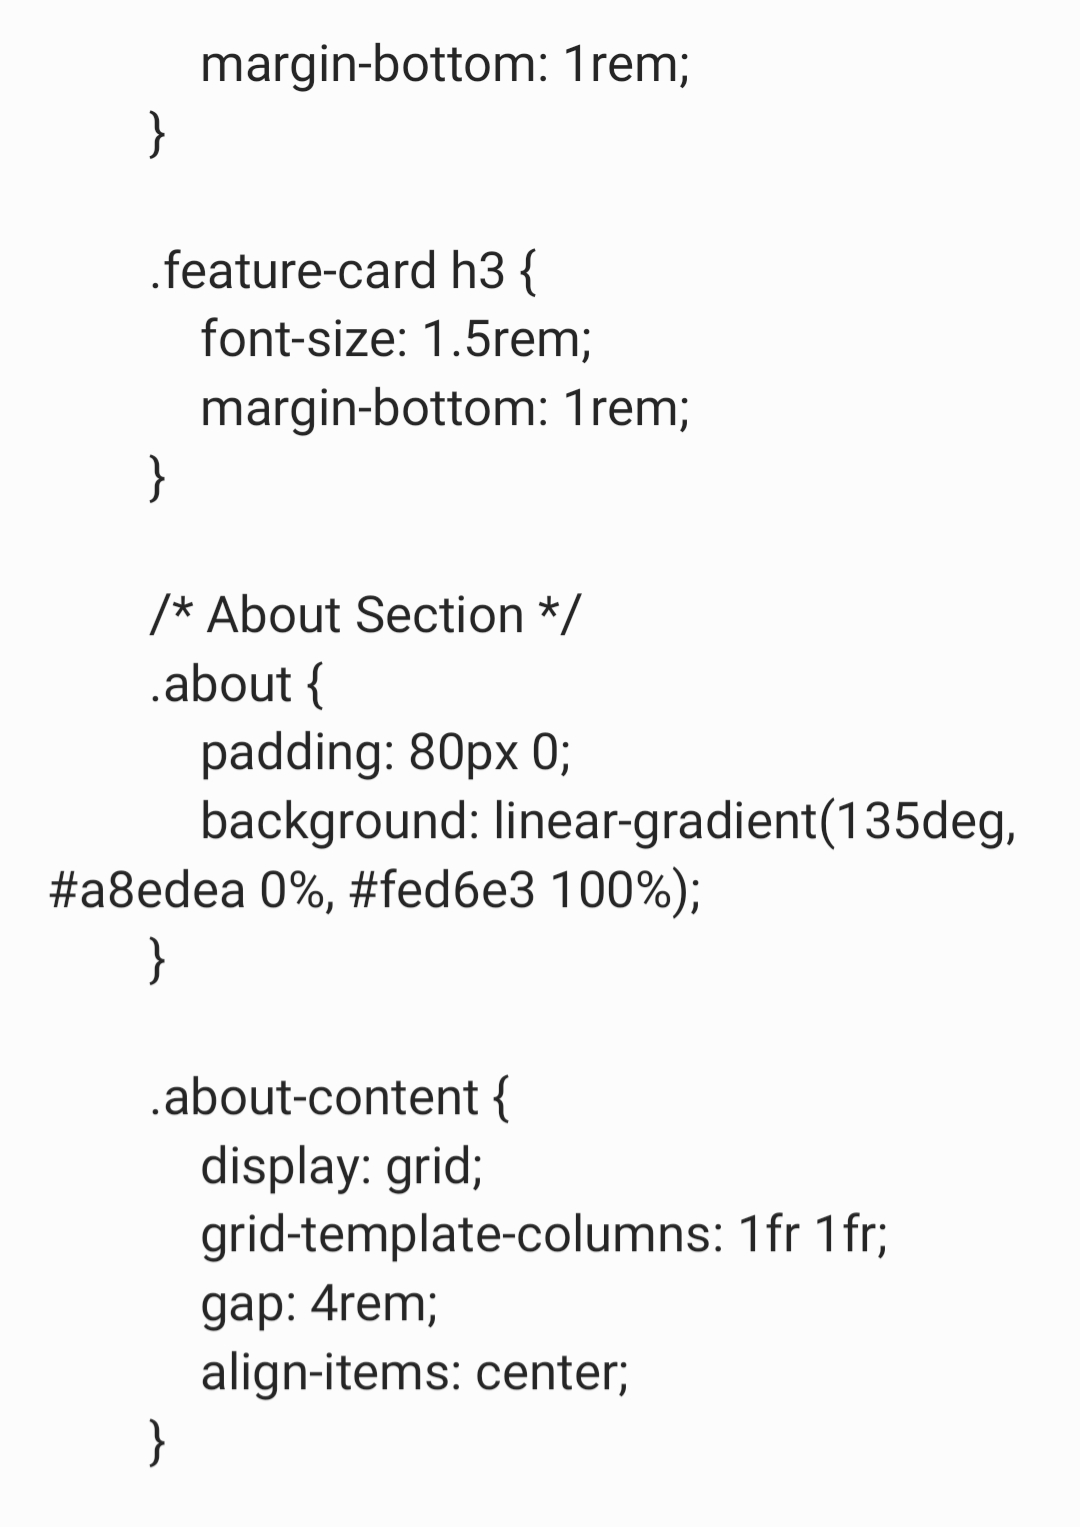 margin-bottom: 1rem;
}
.feature-card h3 {
font-size: 1.5rem;
margin-bottom: 1rem;
}
/* About Section */
.about {
padding: 80px 0;
background: linear-gradient(135deg,
#a8edea 0%, #fed6e3 100%);
}
.about-content {
display: grid;
grid-template-columns: 1fr 1fr;
gap: 4rem;
align-items: center;
}